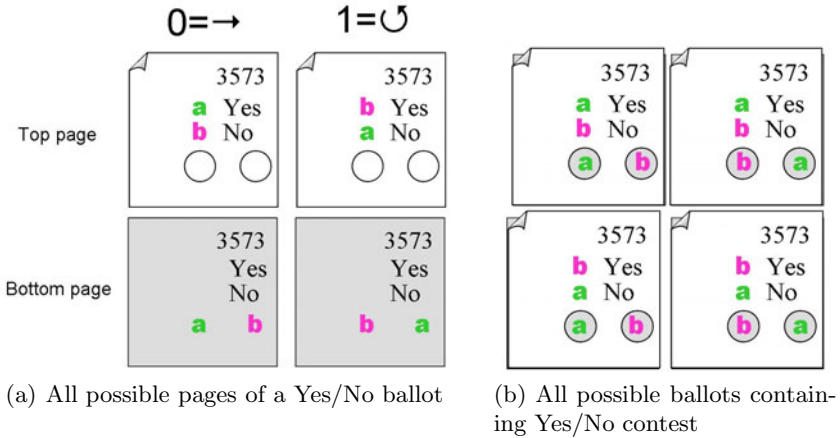 0=→ 1=↺
Top page
3573
a Yes
b No
3573
b Yes
a No
Bottom page
3573
Yes
No
a b
3573
Yes
No
b a
(a) All possible pages of a Yes/No ballot
3573
a Yes
b No
a b
3573
a Yes
b No
b a
3573
b Yes
a No
a b
3573
b Yes
a No
b a
(b) All possible ballots contain-
ing Yes/No contest